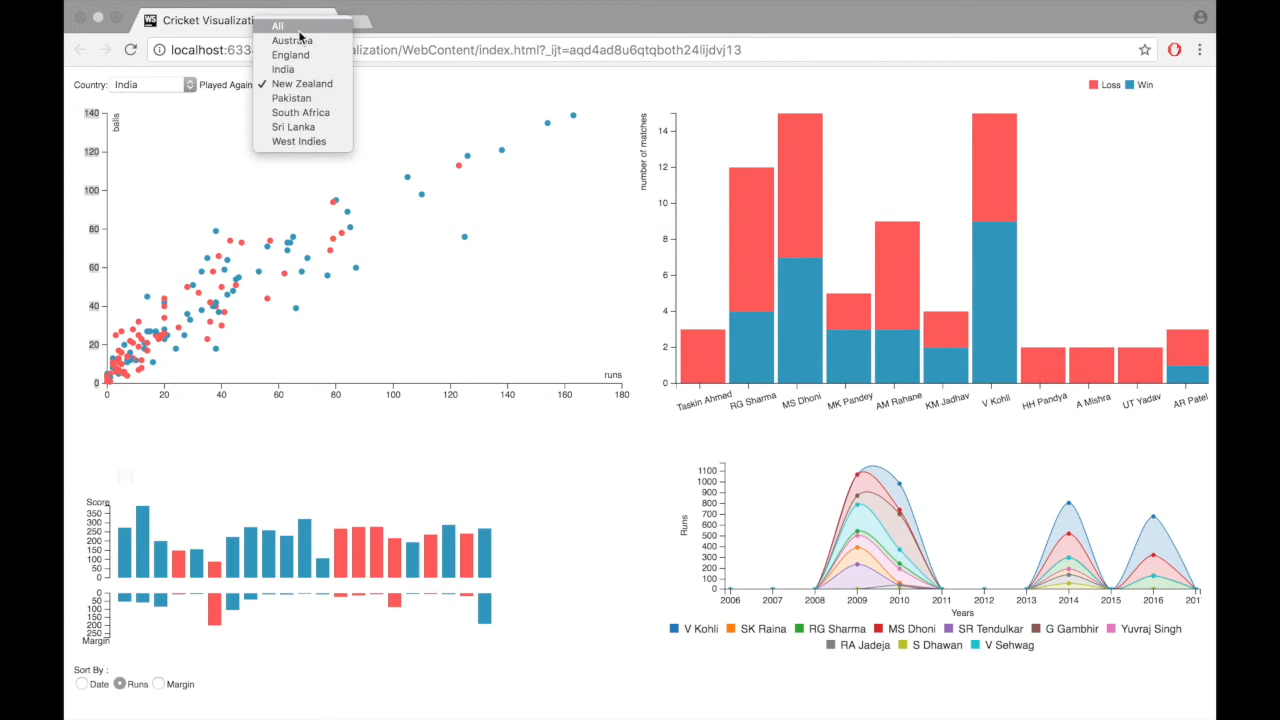 WS
Cricket Visualizati
localhost:633
alization/WebContent/index.html?_ijt=aqd4ad8u6qtqboth24lijdvj13
Country: India Played Again
All
Australia
England
India
✓ New Zealand
Pakistan
South Africa
Sri Lanka
West Indies
Loss Win
balls
140
120
100
80
60
40
20
0
0 20 40 60 80 100 120 140 160 180
runs
number of matches
14
12
10
8
6
4
2
0
Taskin Ahmed RG Sharma MS Dhoni MK Pandey AM Rahane KM Jadhav V Kohli HH Pandya A Mishra UT Yadav AR Patel
Score
350
300
250
200
150
100
50
0
0
50
100
150
200
250
Margin
Sort By :
Date Runs Margin
Runs
1100
1000
900
800
700
600
500
400
300
200
100
0
2006 2007 2008 2009 2010 2011 2012 2013 2014 2015 2016 201
Years
V Kohli SK Raina RG Sharma MS Dhoni SR Tendulkar G Gambhir Yuvraj Singh
RA Jadeja S Dhawan V Sehwag